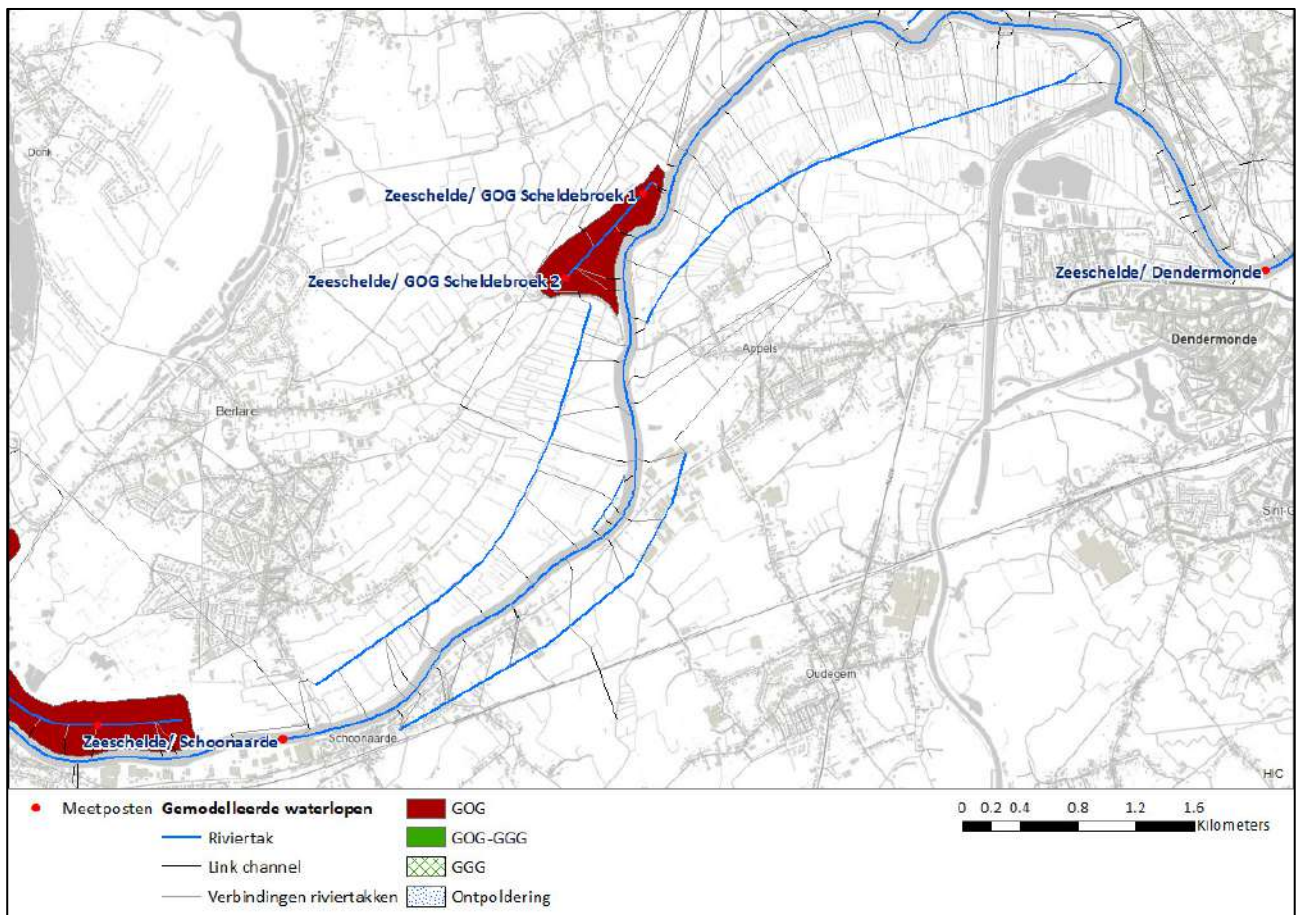 Donk
Zeeschelde/ GOG Scheldebroek 1
Zeeschelde/ GOG Scheldebroek 2
Zeeschelde/ Dendermonde
Dendermonde
Appels
Berlare
Oudegem
Zeeschelde/ Schoonaarde
Schoonaarde
HIC
Meetposten Gemodelleerde waterlopen
Riviertak
Link channel
Verbindingen riviertakken
GOG
GOG-GGG
GGG
Ontpoldering
0 0.2 0.4 0.8 1.2 1.6
Kilometers